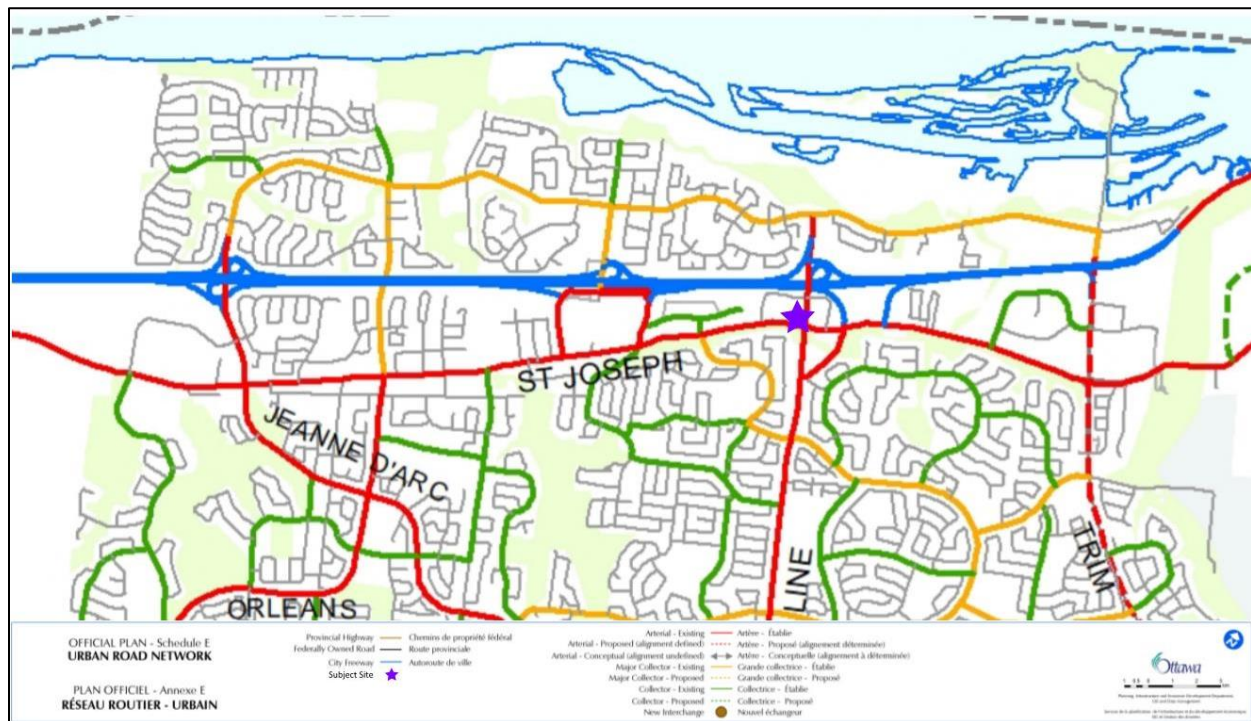 ST JOSEPH
JEANNE D'ARC
LINE
TRIM
ORLEANS
OFFICIAL PLAN - Schedule E
URBAN ROAD NETWORK
PLAN OFFICIEL - Annexe E
RÉSEAU ROUTIER - URBAIN
Provincial Highway Chemins de propriété fédéral
Federally Owned Road Route provinciale
City Freeway Autoroute de ville
Subject Site
Arterial - Existing Artère - Établie
Arterial - Proposed (alignment defined) Artère - Proposé (alignement déterminée)
Arterial - Conceptual (alignment undefined) Artère - Conceptuelle (alignement à déterminée)
Major Collector - Existing Grande collectrice - Établie
Major Collector - Proposed Grande collectrice - Proposé
Collector - Existing Collectrice - Établie
Collector - Proposed Collectrice - Proposé
New Interchange Nouvel échangeur
Ottawa